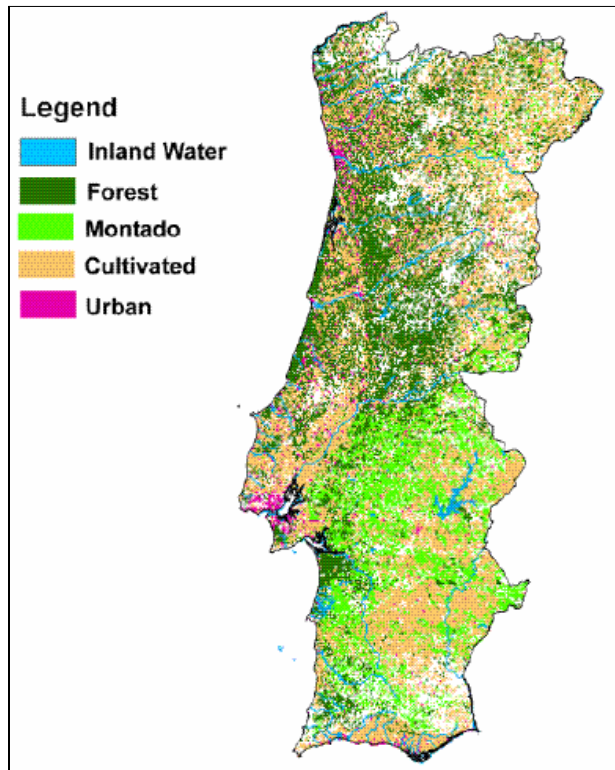 Legend
Inland Water
Forest
Montado
Cultivated
Urban